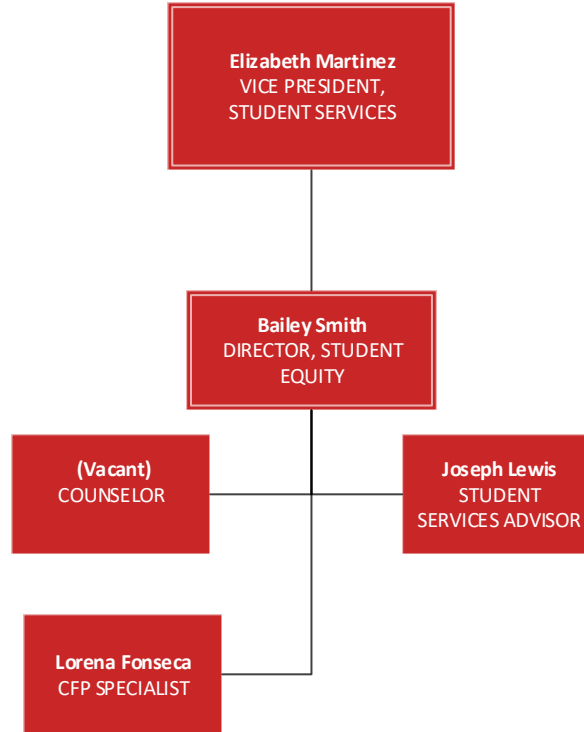 Elizabeth Martinez
VICE PRESIDENT,
STUDENT SERVICES
Bailey Smith
DIRECTOR, STUDENT
EQUITY
(Vacant)
COUNSELOR
Joseph Lewis
STUDENT
SERVICES ADVISOR
Lorena Fonseca
CFP SPECIALIST